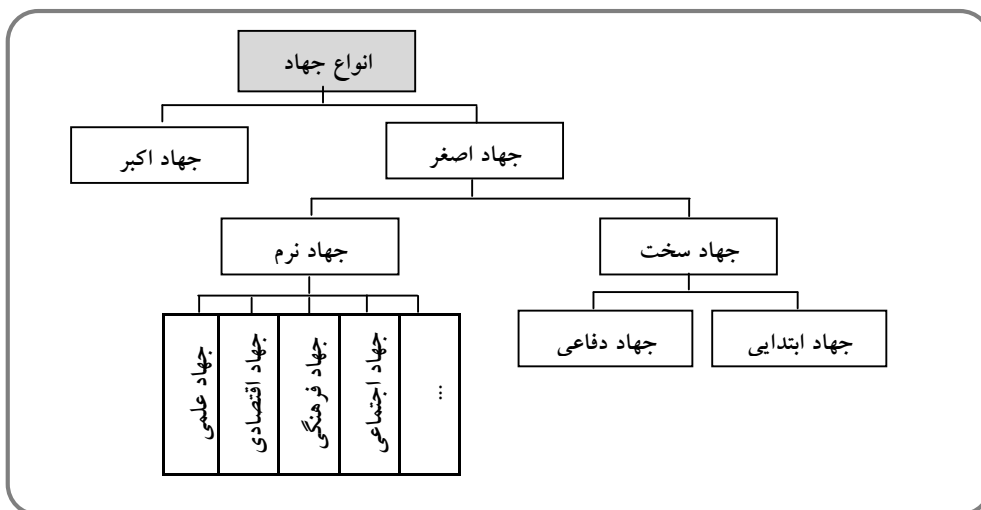 انواع جهاد
جهاد اصغر
جهاد اکبر
جهاد سخت
جهاد نرم
جهاد ابتدایی
جهاد دفاعی
...
جهاد اجتماعی
جهاد فرهنگی
جهاد اقتصادی
جهاد علمی